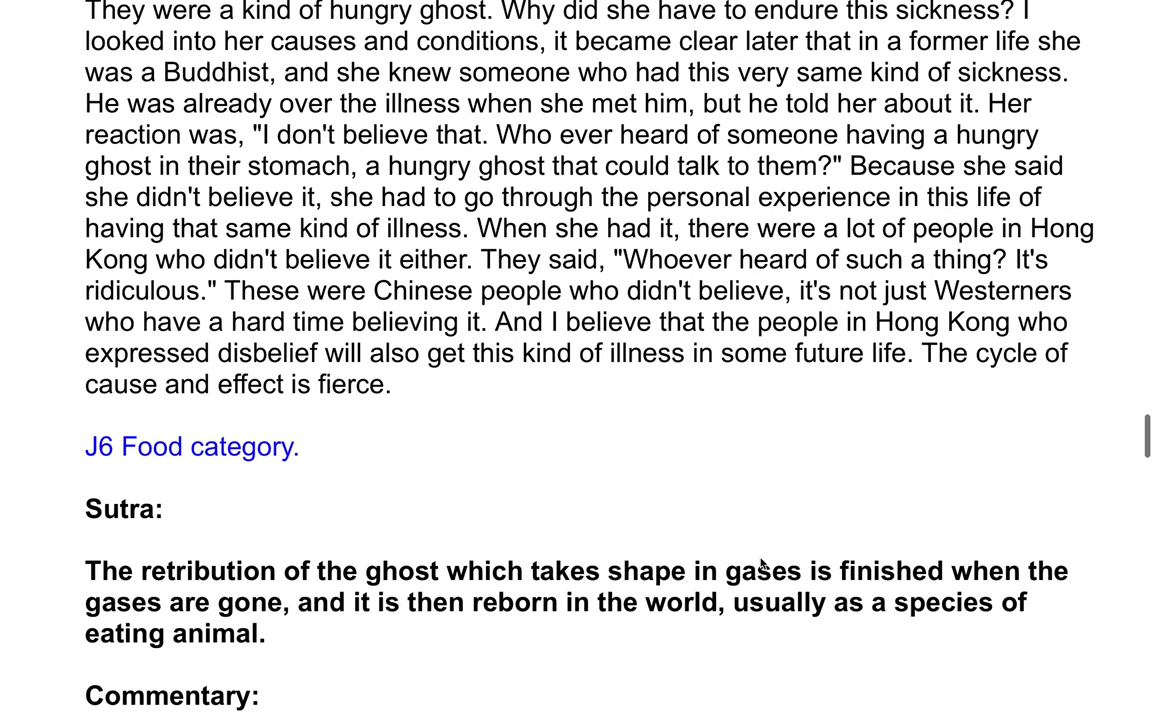 They were a kind of hungry ghost. Why did she have to endure this sickness? I
looked into her causes and conditions, it became clear later that in a former life she
was a Buddhist, and she knew someone who had this very same kind of sickness.
He was already over the illness when she met him, but he told her about it. Her
reaction was, "I don't believe that. Who ever heard of someone having a hungry
ghost in their stomach, a hungry ghost that could talk to them?" Because she said
she didn't believe it, she had to go through the personal experience in this life of
having that same kind of illness. When she had it, there were a lot of people in Hong
Kong who didn't believe it either. They said, "Whoever heard of such a thing? It's
ridiculous." These were Chinese people who didn't believe, it's not just Westerners
who have a hard time believing it. And I believe that the people in Hong Kong who
expressed disbelief will also get this kind of illness in some future life. The cycle of
cause and effect is fierce.
J6 Food category.
Sutra:
The retribution of the ghost which takes shape in gases is finished when the
gases are gone, and it is then reborn in the world, usually as a species of
eating animal.
Commentary: